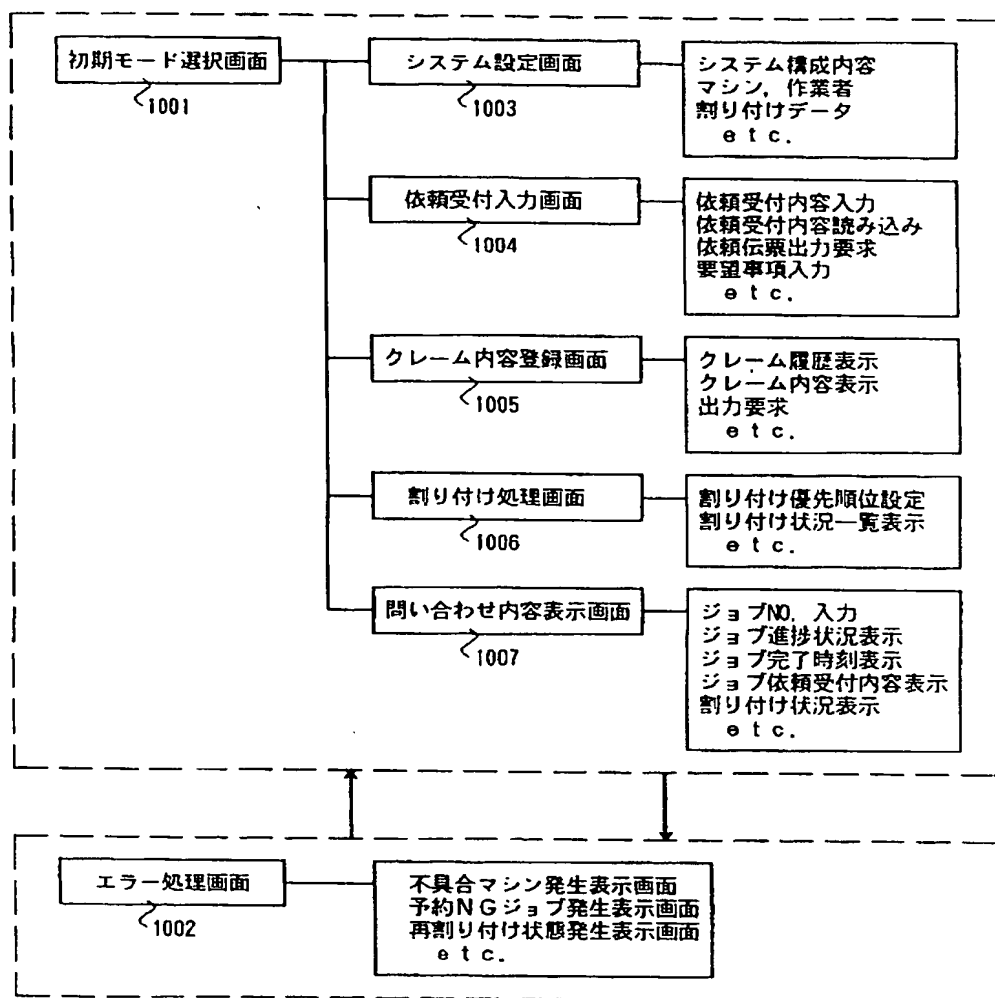 初期モード選択画面
1001
システム設定画面
1003
システム構成内容
マシン，作業者
割り付けデータ
ｅｔｃ．
依頼受付入力画面
1004
依頼受付内容入力
依頼受付内容読み込み
依頼伝票出力要求
要望事項入力
ｅｔｃ．
クレーム内容登録画面
1005
クレーム履歴表示
クレーム内容表示
出力要求
ｅｔｃ．
割り付け処理画面
1006
割り付け優先順位設定
割り付け状況一覧表示
ｅｔｃ．
問い合わせ内容表示画面
1007
ジョブNO．入力
ジョブ進捗状況表示
ジョブ完了時刻表示
ジョブ依頼受付内容表示
割り付け状況表示
ｅｔｃ．
エラー処理画面
1002
不具合マシン発生表示画面
予約ＮＧジョブ発生表示画面
再割り付け状態発生表示画面
ｅｔｃ．